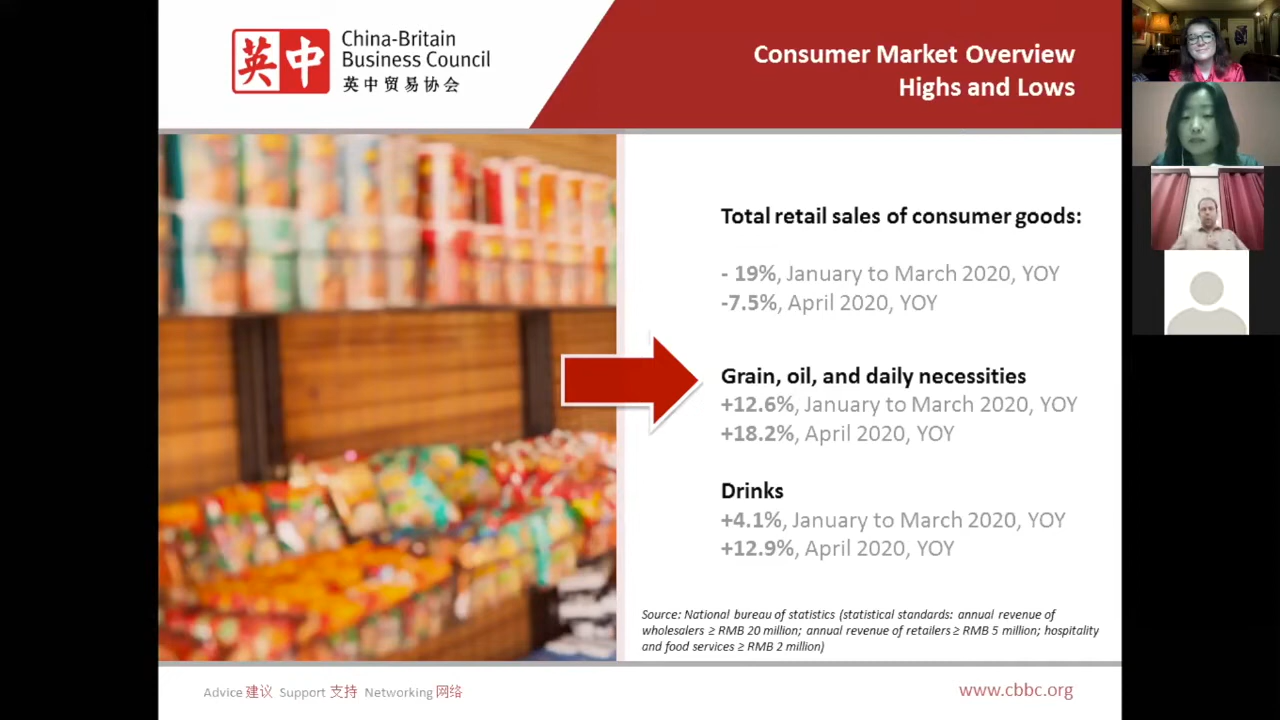 英中
China-Britain
Business Council
英中贸易协会
Consumer Market Overview
Highs and Lows
Total retail sales of consumer goods:
- 19%, January to March 2020, YOY
-7.5%, April 2020, YOY
Grain, oil, and daily necessities
+12.6%, January to March 2020, YOY
+18.2%, April 2020, YOY
Drinks
+4.1%, January to March 2020, YOY
+12.9%, April 2020, YOY
Source: National bureau of statistics (statistical standards: annual revenue of
wholesalers ≥ RMB 20 million; annual revenue of retailers ≥ RMB 5 million; hospitality
and food services ≥ RMB 2 million)
Advice 建议 Support 支持 Networking 网络
www.cbbc.org